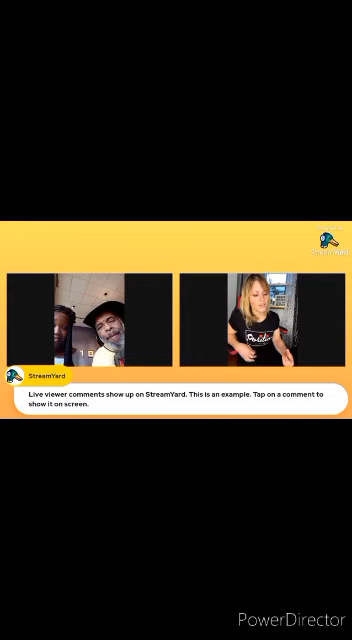 StreamYard
StreamYard
Live viewer comments show up on StreamYard. This is an example. Tap on a comment to
show it on screen.
PowerDirector